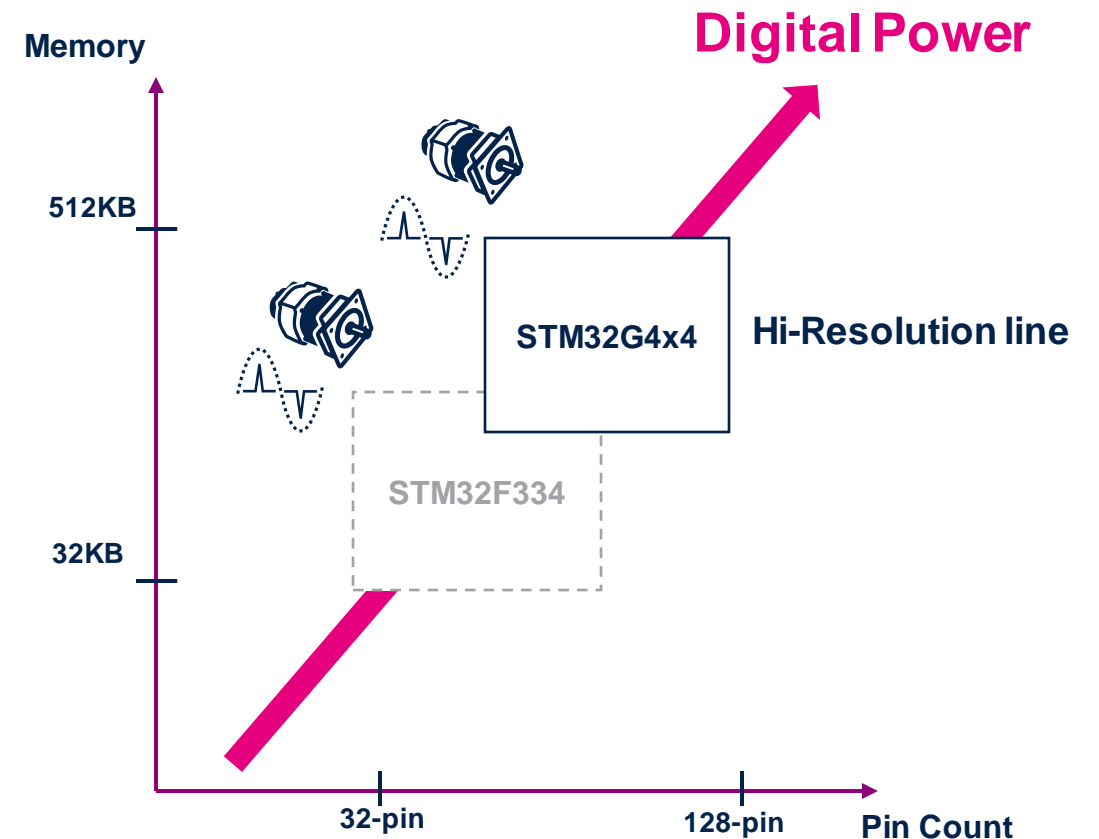 Digital Power
Memory
512KB
STM32G4x4
Hi-Resolution line
STM32F334
32KB
32-pin
128-pin
Pin Count